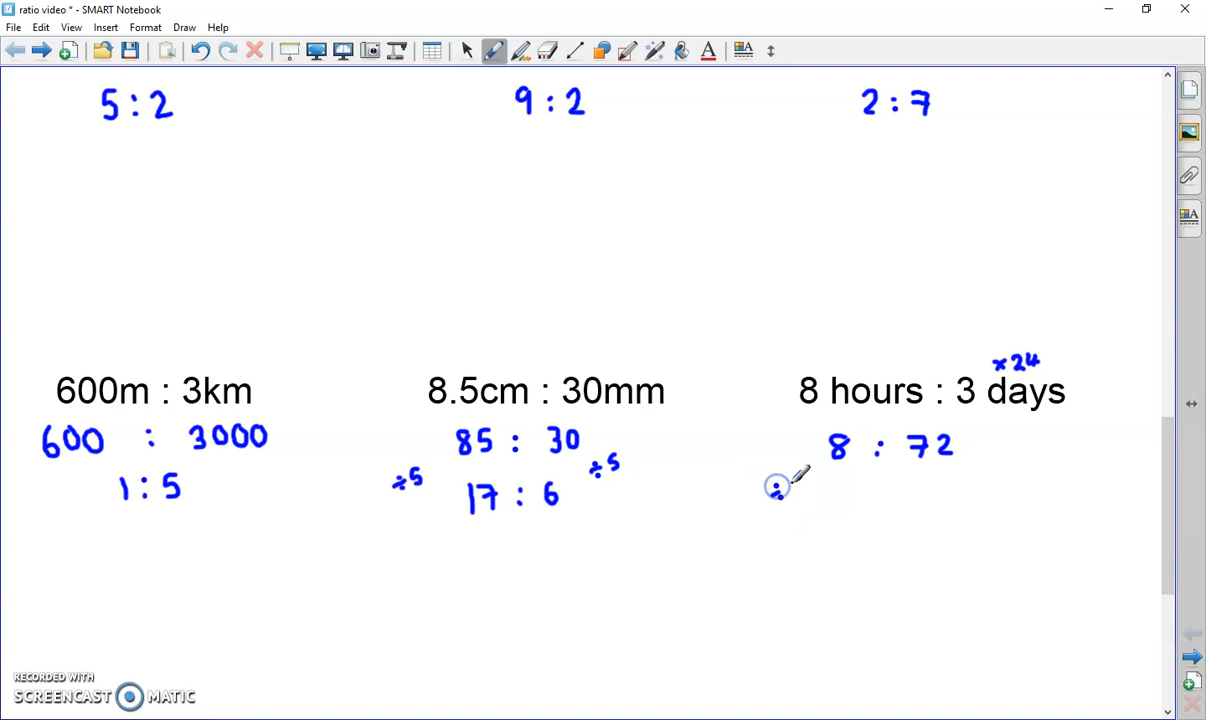 ratio video * - SMART Notebook
File Edit View Insert Format Draw Help
5 : 2
9 : 2
2 : 7
×24
600m : 3km
8.5cm : 30mm
8 hours : 3 days
600 : 3000
85 : 30
8 : 72
1 : 5
÷5
17 : 6
÷5
÷
RECORDED WITH
SCREENCAST MATIC